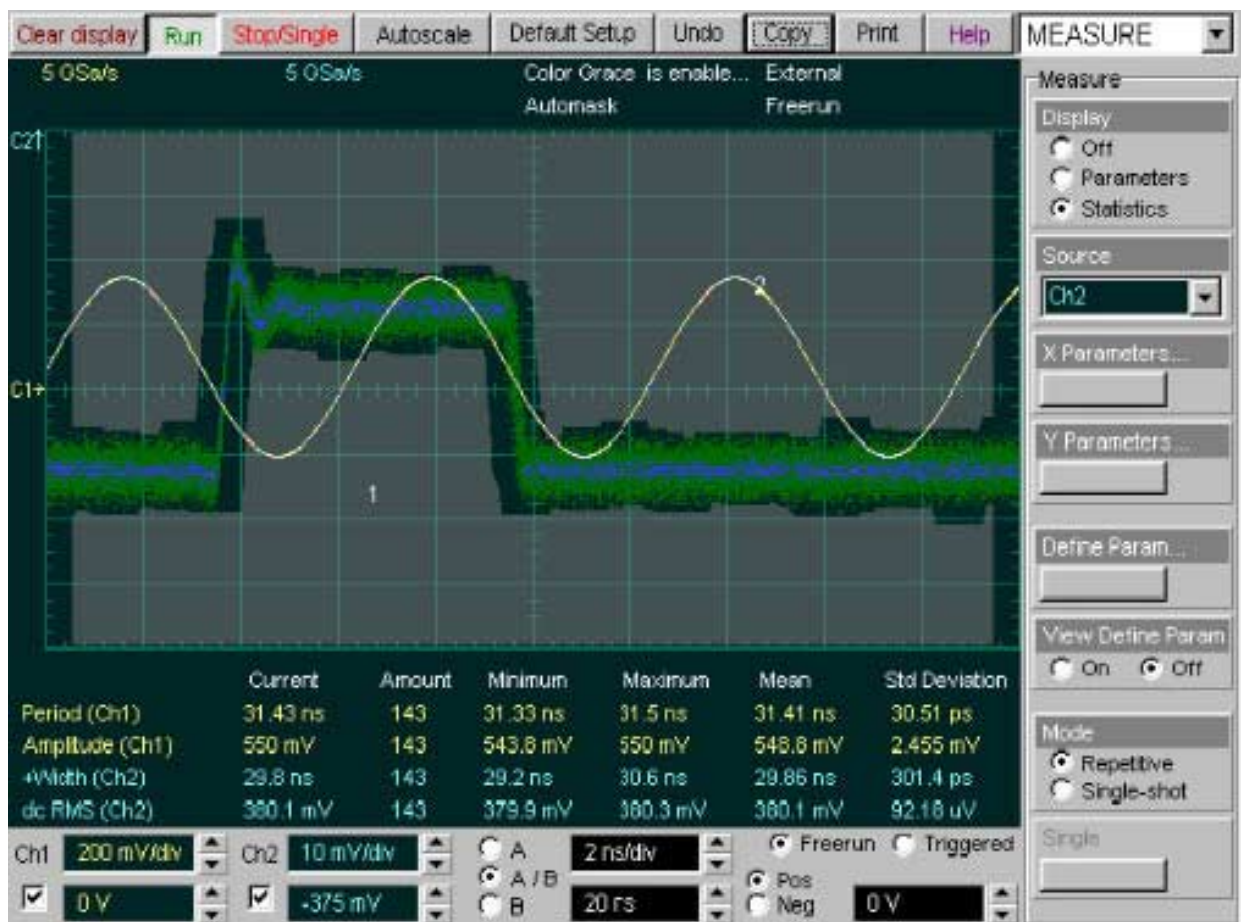 Clear display Run Stop/Single Autoscale Default Setup Undo Copy Print Help MEASURE
5 GSa/s 5 GSa/s Color Grace is enable... External
Automask Freerun
Measure
Display
Off
Parameters
Statistics
C2
Source
Ch2
2
X Parameters...
C1
Y Parameters...
1
Define Param...
View Define Param
On Off
Current Amount Minimum Maximum Mean Std Deviation
Period (Ch1) 31.43 ns 143 31.33 ns 31.5 ns 31.41 ns 30.51 ps
Amplitude (Ch1) 550 mV 143 543.8 mV 550 mV 548.8 mV 2.455 mV
+Width (Ch2) 29.8 ns 143 29.2 ns 30.6 ns 29.86 ns 301.4 ps
dc RMS (Ch2) 380.1 mV 143 379.9 mV 380.3 mV 380.1 mV 92.18 uV
Mode
Repetitive
Single-shot
Single
Ch1 200 mV/div Ch2 10 mV/div A 2 ns/div Freerun Triggered
A / B Pos
0 V -375 mV B 20 ns Neg 0 V